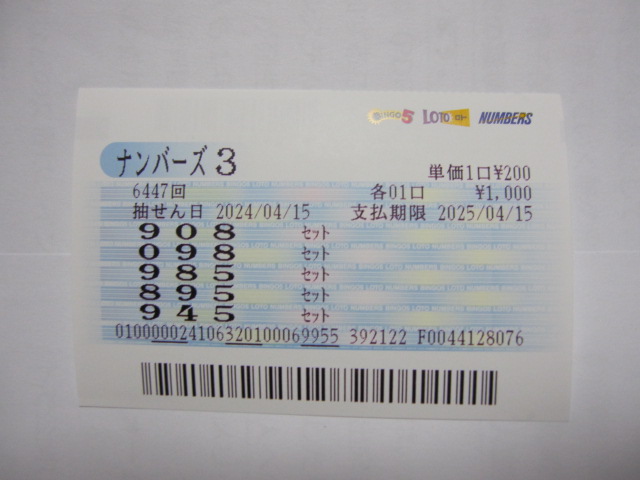 BINGO5 LOTO ロト NUMBERS
ナンバーズ3
単価1口¥200
6447回 各01口 ¥1,000
抽せん日 2024/04/15 支払期限 2025/04/15
908 セット
098 セット
985 セット
895 セット
945 セット
010000024106320100069955 392122 F0044128076